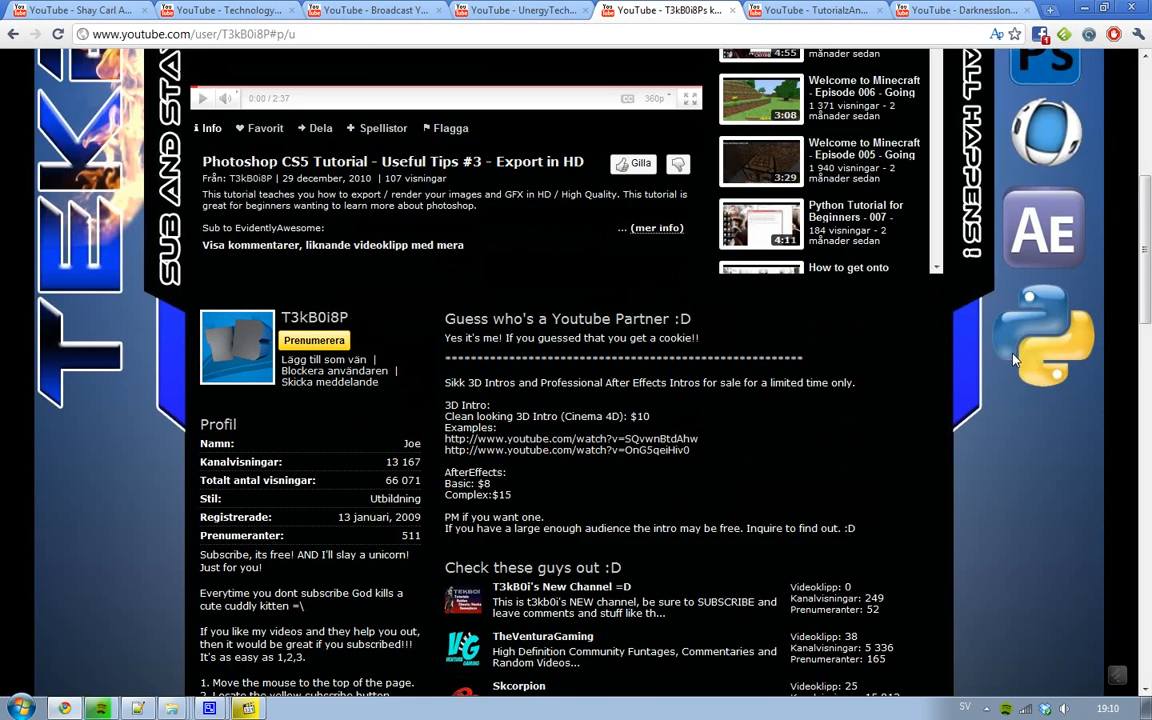 YouTube - Shay Carl A...
YouTube - Technology...
YouTube - Broadcast Y...
YouTube - UnergyTech...
YouTube - T3kB0i8Ps k...
YouTube - TutorialzAn...
YouTube - DarknessIon...
www.youtube.com/user/T3kB0i8P#p/u
TEKB
SUB AND STA
ALL HAPPENS!
Ps
Ae
0:00 / 2:37
CC
360p
Info
Favorit
Dela
Spellistor
Flagga
Photoshop CS5 Tutorial - Useful Tips #3 - Export in HD
Gilla
Från: T3kB0i8P | 29 december, 2010 | 107 visningar
This tutorial teaches you how to export / render your images and GFX in HD / High Quality. This tutorial is
great for beginners wanting to learn more about photoshop.
Sub to EvidentlyAwesome:
... (mer info)
Visa kommentarer, liknande videoklipp med mera
4:55
månader sedan
Welcome to Minecraft
- Episode 006 - Going
1 371 visningar - 2
månader sedan
3:08
Welcome to Minecraft
- Episode 005 - Going
1 940 visningar - 2
månader sedan
3:29
Python Tutorial for
Beginners - 007 -
184 visningar - 2
månader sedan
4:11
How to get onto
T3kB0i8P
Prenumerera
Lägg till som vän |
Blockera användaren |
Skicka meddelande
Profil
Namn: Joe
Kanalvisningar: 13 167
Totalt antal visningar: 66 071
Stil: Utbildning
Registrerade: 13 januari, 2009
Prenumeranter: 511
Subscribe, its free! AND I'll slay a unicorn!
Just for you!
Everytime you dont subscribe God kills a
cute cuddly kitten =\
If you like my videos and they help you out,
then it would be great if you subscribed!!!
It's as easy as 1,2,3.
1. Move the mouse to the top of the page.
2. Locate the yellow subscribe button
Guess who's a Youtube Partner :D
Yes it's me! If you guessed that you get a cookie!!
*******************************************************
Sikk 3D Intros and Professional After Effects Intros for sale for a limited time only.
3D Intro:
Clean looking 3D Intro (Cinema 4D): $10
Examples:
http://www.youtube.com/watch?v=SQvwnBtdAhw
http://www.youtube.com/watch?v=OnG5qeiHiv0
AfterEffects:
Basic: $8
Complex:$15
PM if you want one.
If you have a large enough audience the intro may be free. Inquire to find out. :D
Check these guys out :D
T3kB0i's New Channel =D
This is t3kb0i's NEW channel, be sure to SUBSCRIBE and
leave comments and stuff like th...
Videoklipp: 0
Kanalvisningar: 249
Prenumeranter: 52
TheVenturaGaming
High Definition Community Funtages, Commentaries and
Random Videos...
Videoklipp: 38
Kanalvisningar: 5 336
Prenumeranter: 165
Skcorpion
Videoklipp: 25
SV
19:10